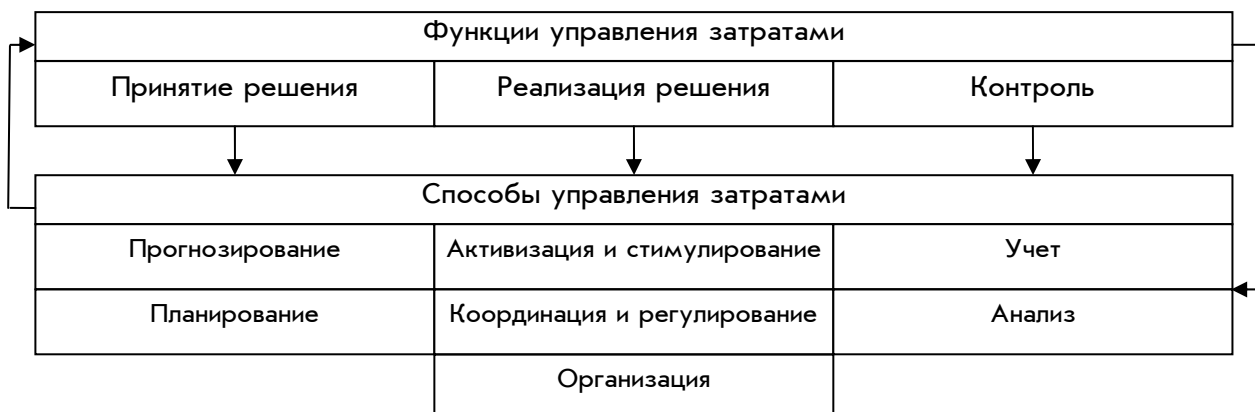 Функции управления затратами
Принятие решения
Реализация решения
Контроль
Способы управления затратами
Прогнозирование
Активизация и стимулирование
Учет
Планирование
Координация и регулирование
Анализ
Организация